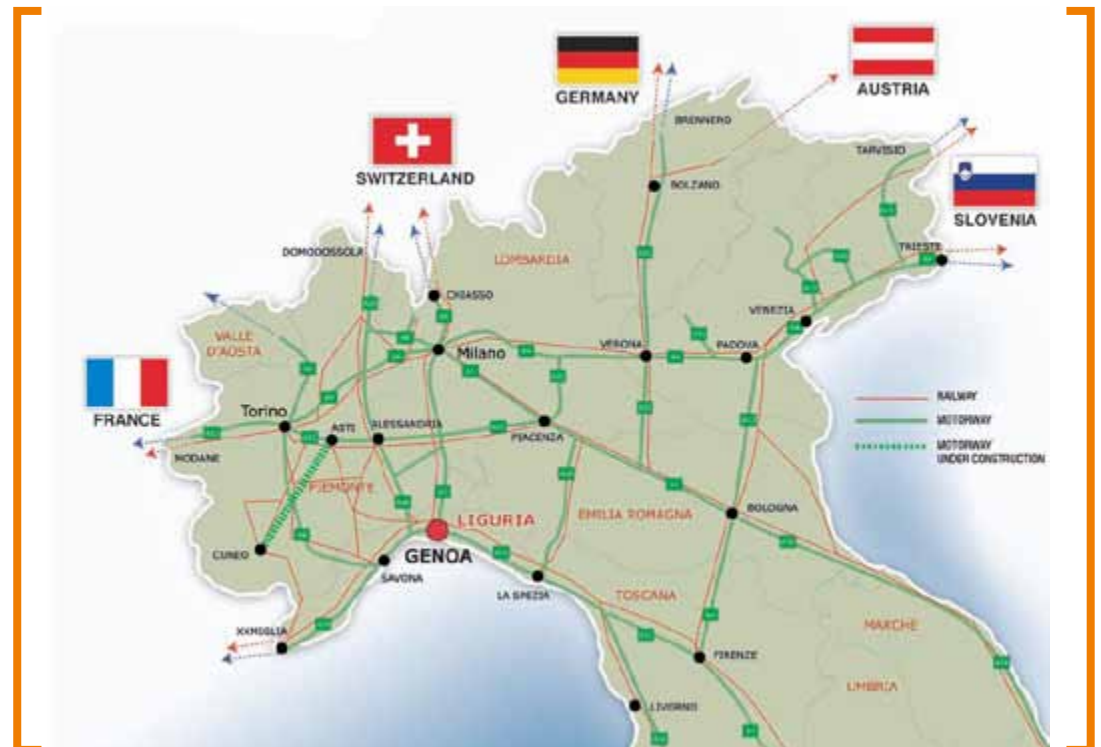 GERMANY
AUSTRIA
BRENNERO
TARVISIO
SWITZERLAND
BOLZANO
SLOVENIA
TRIESTE
DOMODOSSOLA
LOMBARDIA
CHIASSO
VENEZIA
VALLE
D'AOSTA
Milano
VERONA
PADOVA
FRANCE
Torino
ASTI
ALESSANDRIA
PIACENZA
RAILWAY
MOTORWAY
MOTORWAY
UNDER CONSTRUCTION
MODANE
PIEMONTE
BOLOGNA
LIGURIA
EMILIA ROMAGNA
GENOA
CUNEO
SAVONA
LA SPEZIA
TOSCANA
MARCHE
XXMIGLIA
FIRENZE
UMBRIA
LIVORNO